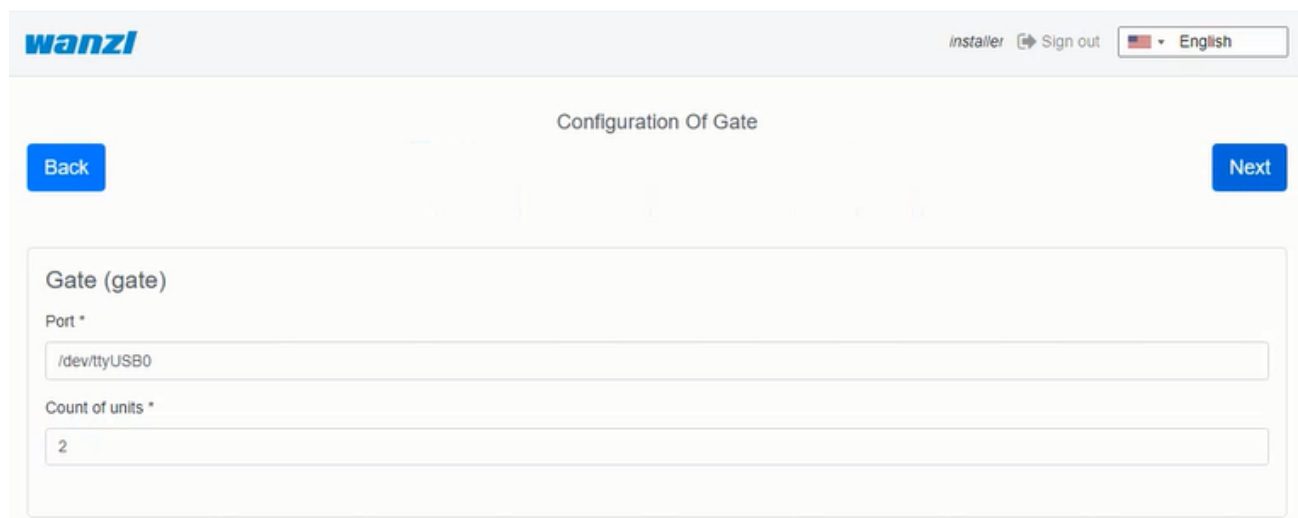 wanzl
installer Sign out English
Configuration Of Gate
Back Next
Gate (gate)
Port *
/dev/ttyUSB0
Count of units *
2